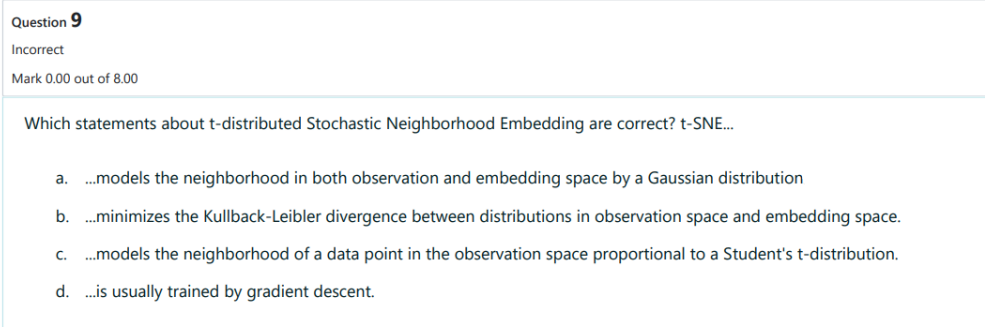 Question 9
Incorrect
Mark 0.00 out of 8.00
Which statements about t-distributed Stochastic Neighborhood Embedding are correct? t-SNE...
a. ...models the neighborhood in both observation and embedding space by a Gaussian distribution
b. ...minimizes the Kullback-Leibler divergence between distributions in observation space and embedding space.
c. ...models the neighborhood of a data point in the observation space proportional to a Student's t-distribution.
d. ...is usually trained by gradient descent.